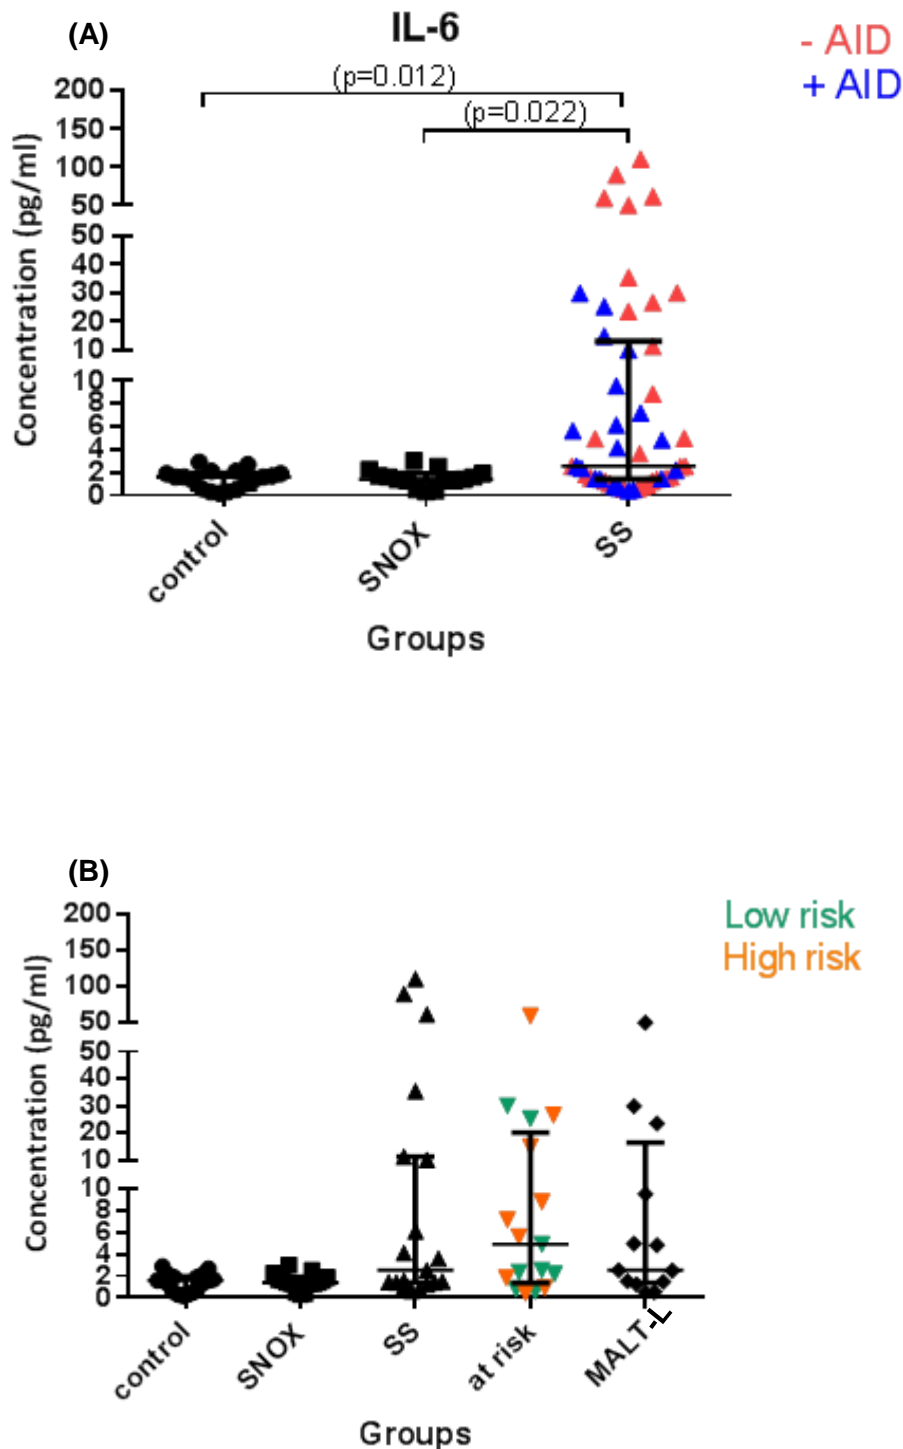 (A)
IL-6
- AID
+ AID
(p=0.012)
(p=0.022)
Concentration (pg/ml)
200
150
100
50
50
40
30
20
10
10
8
6
4
2
0
control
SNOX
SS
Groups
(B)
Low risk
High risk
Concentration (pg/ml)
200
150
100
50
50
40
30
20
10
10
8
6
4
2
0
control
SNOX
SS
at risk
MALT-L
Groups